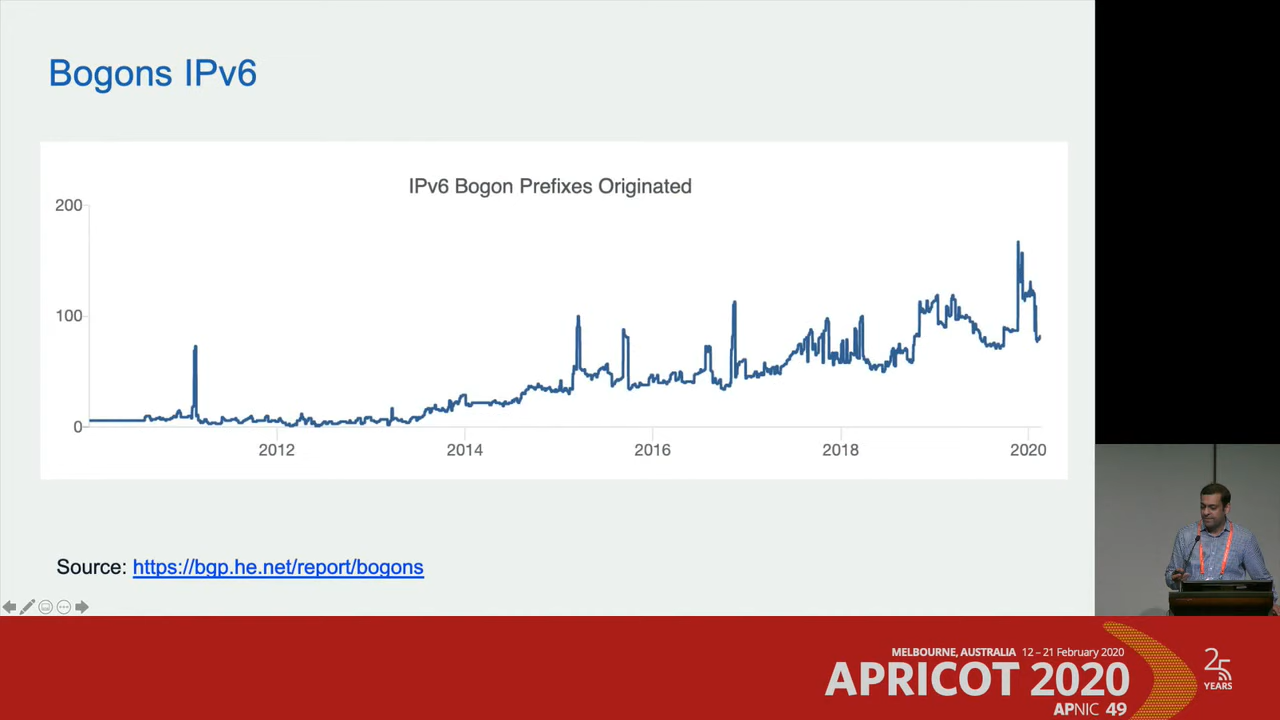 Bogons IPv6
IPv6 Bogon Prefixes Originated
200
100
0
2012
2014
2016
2018
2020
Source: https://bgp.he.net/report/bogons
MELBOURNE, AUSTRALIA 12 – 21 February 2020
APRICOT 2020
APNIC 49
25
YEARS